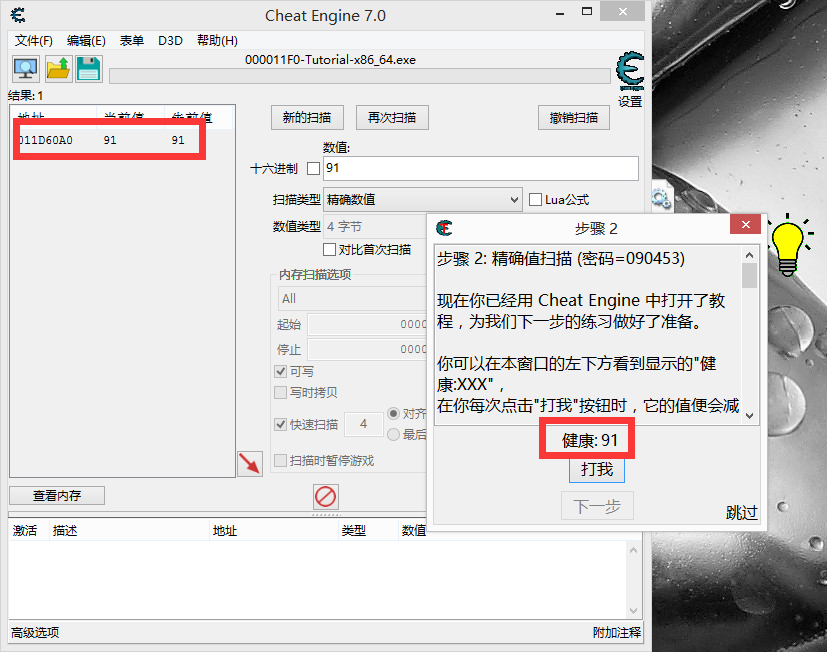 Cheat Engine 7.0
文件(F) 编辑(E) 表单 D3D 帮助(H)
000011F0-Tutorial-x86_64.exe
设置
结果: 1
地址 当前值 先前值
011D60A0 91 91
新的扫描 再次扫描 撤销扫描
数值:
十六进制 91
扫描类型 精确数值 Lua公式
数值类型 4 字节
对比首次扫描
内存扫描选项
All
起始 0000
停止 0000
可写
写时拷贝
快速扫描 4 对齐
最后
扫描时暂停游戏
查看内存
激活 描述 地址 类型 数值
高级选项 附加注释
步骤 2
步骤 2: 精确值扫描 (密码=090453)
现在你已经用 Cheat Engine 中打开了教
程，为我们下一步的练习做好了准备。
你可以在本窗口的左下方看到显示的"健
康:XXX"，
在你每次点击"打我"按钮时，它的值便会减
健康: 91
打我
下一步
跳过